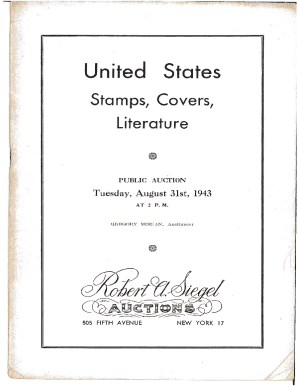 United States
Stamps, Covers,
Literature
PUBLIC AUCTION
Tuesday, August 31st, 1943
AT 2 P. M.
GREGORY MOZIAN, Auctioneer
Robert A. Siegel
AUCTIONS
505 FIFTH AVENUE NEW YORK 17